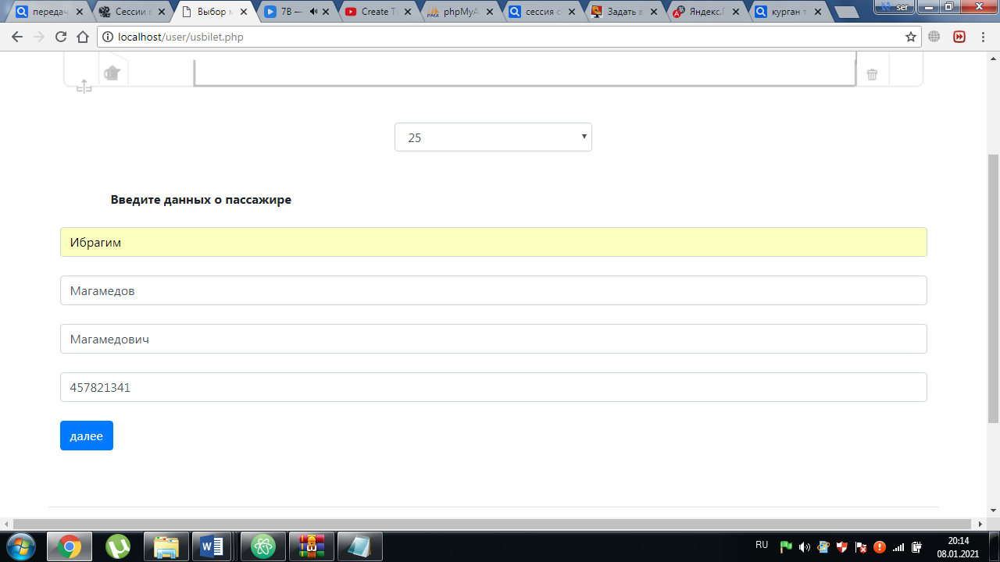 передач
Сессии в
Выбор м
7В —
Create Ti
phpMyA
сессия с
Задать в
Яндекс.Г
курган т
ser
localhost/user/usbilet.php
25
Введите данных о пассажире
Ибрагим
Магамедов
Магамедович
457821341
далее
RU
20:14
08.01.2021